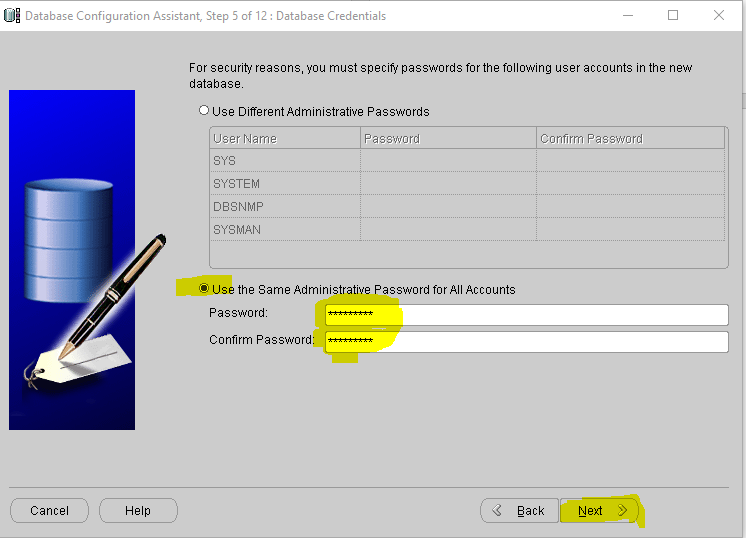 Database Configuration Assistant, Step 5 of 12 : Database Credentials
For security reasons, you must specify passwords for the following user accounts in the new
database.
Use Different Administrative Passwords
User Name Password Confirm Password
SYS
SYSTEM
DBSNMP
SYSMAN
Use the Same Administrative Password for All Accounts
Password: *********
Confirm Password: *********
Cancel Help Back Next